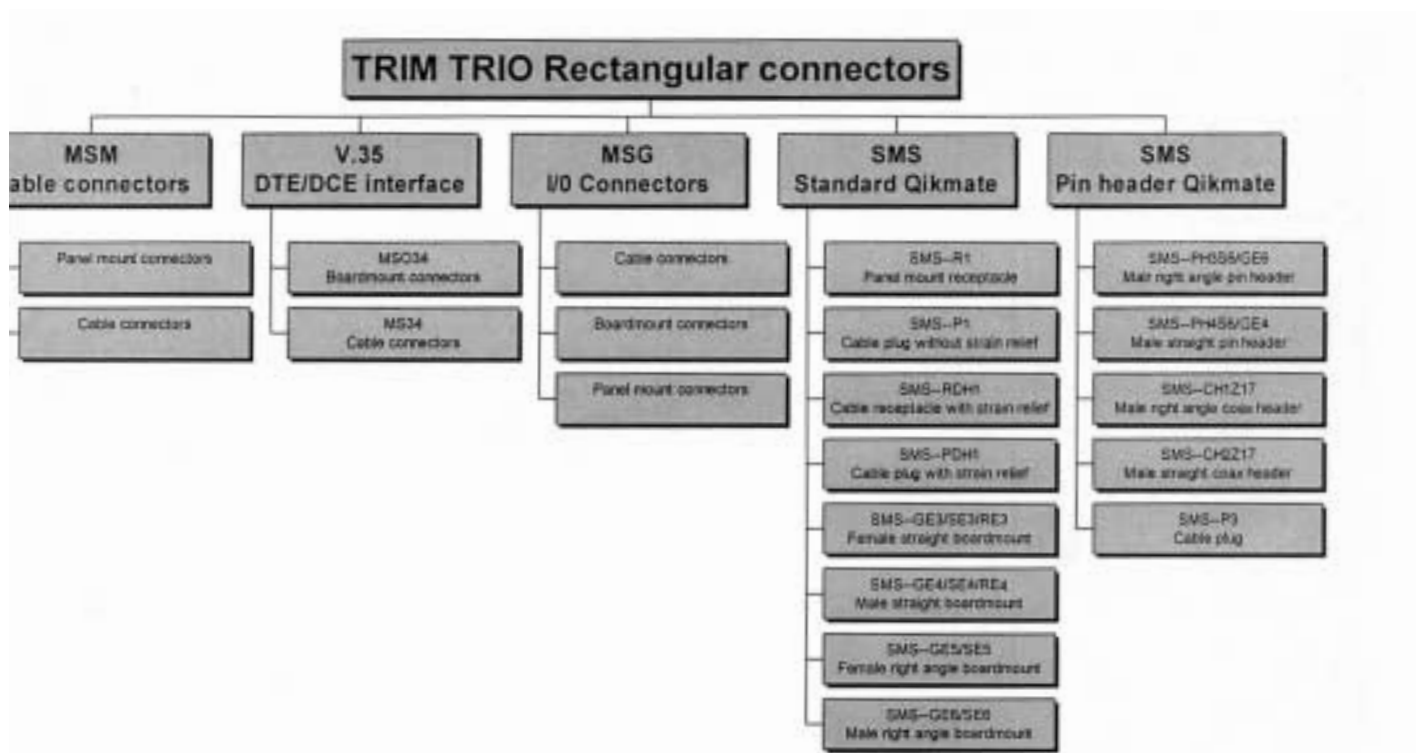 TRIM TRIO Rectangular connectors
MSM
able connectors
Panel mount connectors
Cable connectors
V.35
DTE/DCE interface
MSO34
Boardmount connectors
MS34
Cable connectors
MSG
I/0 Connectors
Cable connectors
Boardmount connectors
Panel mount connectors
SMS
Standard Qikmate
SMS--R1
Panel mount receptacle
SMS--P1
Cable plug without strain relief
SMS--RDH1
Cable receptacle with strain relief
SMS--PDH1
Cable plug with strain relief
SMS--GE3/SE3/RE3
Female straight boardmount
SMS--GE4/SE4/RE4
Male straight boardmount
SMS--GE5/SE5
Female right angle boardmount
SMS--GE6/SE6
Male right angle boardmount
SMS
Pin header Qikmate
right angle pin header
Male straight pin header
SMS--CH1Z17
Male right angle coax header
SMS--CH2Z17
Male straight coax header
SMS--P3
Cable plug